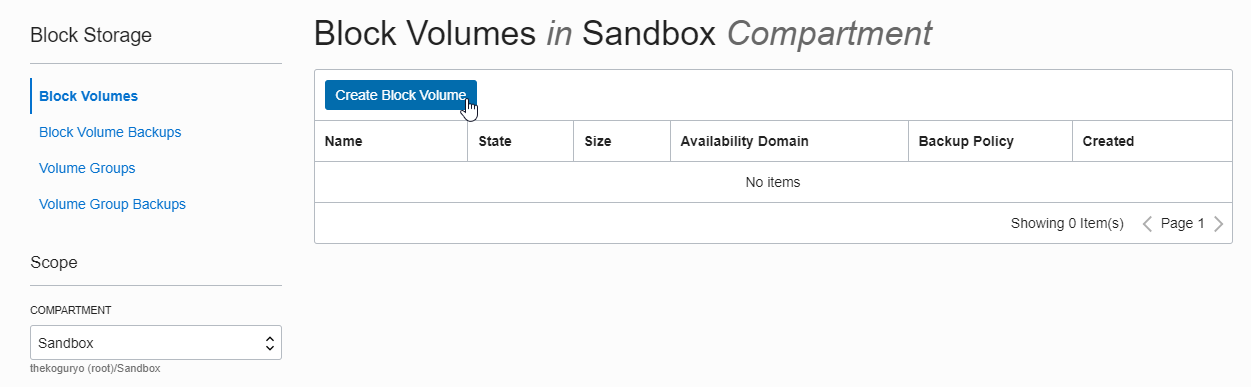 Block Storage
Block Volumes
Block Volume Backups
Volume Groups
Volume Group Backups
Scope
COMPARTMENT
Sandbox
thekoguryo (root)/Sandbox
Block Volumes in Sandbox Compartment
Create Block Volume
Name State Size Availability Domain Backup Policy Created
No items
Showing 0 Item(s) Page 1